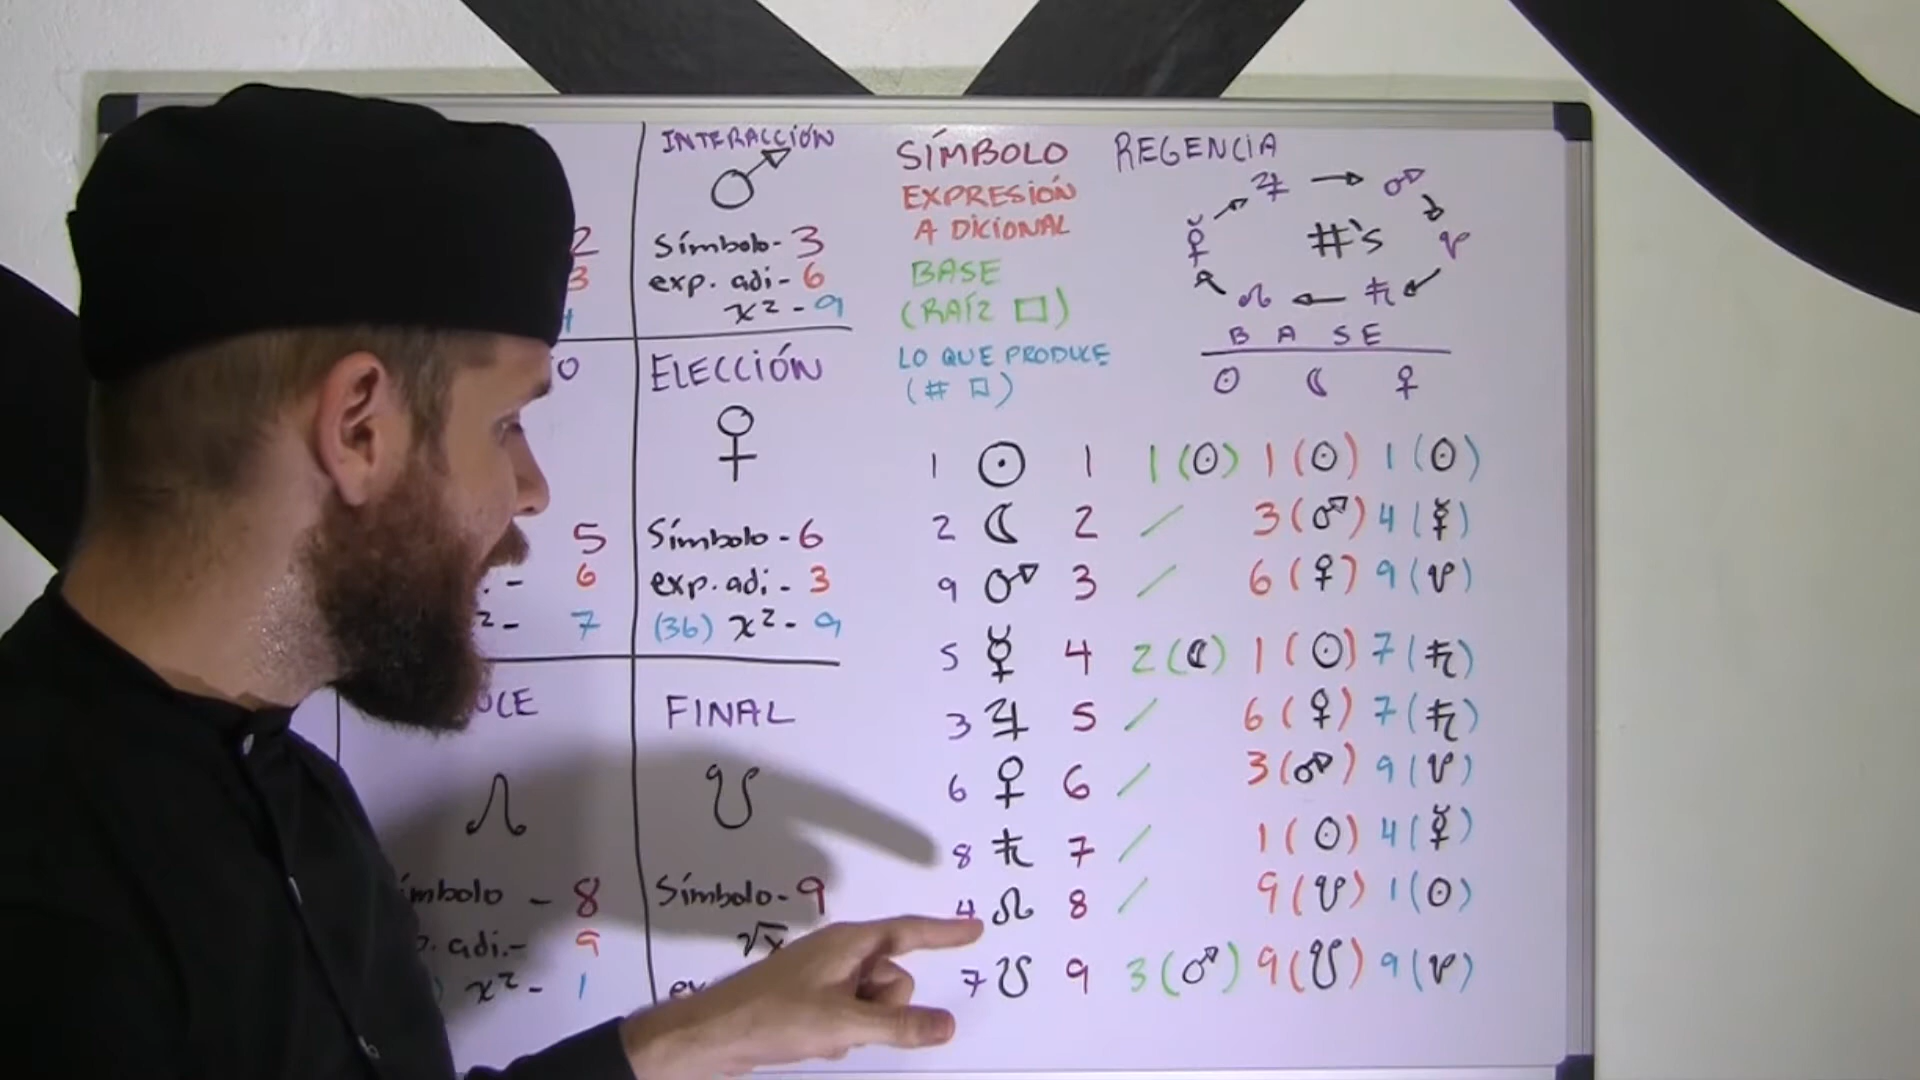 INTERACCIÓN
♂
Símbolo - 3
exp. adi - 6
x² - 9
2
3
O
5
- 6
2 - 7
ELECCIÓN
♀
Símbolo - 6
exp. adi - 3
(36) x² - 9
UCE
☊
ímbolo - 8
. adi. - 9
) x² - 1
FINAL
☋
Símbolo - 9
√x
ex
SÍMBOLO
EXPRESIÓN
ADICIONAL
BASE
(RAÍZ □)
LO QUE PRODUCE
(# □)
REGENCIA
♃ → ♂
☿ #'s ☋
☊ ← ♄
BASE
☉ ☾ ♀
1 ☉ 1 1(☉) 1(☉) 1(☉)
2 ☾ 2 / 3(♂) 4(☿)
9 ♂ 3 / 6(♀) 9(☋)
5 ☿ 4 2(☾) 1(☉) 7(♄)
3 ♃ 5 / 6(♀) 7(♄)
6 ♀ 6 / 3(♂) 9(☋)
8 ♄ 7 / 1(☉) 4(☿)
4 ☊ 8 / 9(☋) 1(☉)
7 ☋ 9 3(♂) 9(☋) 9(☋)